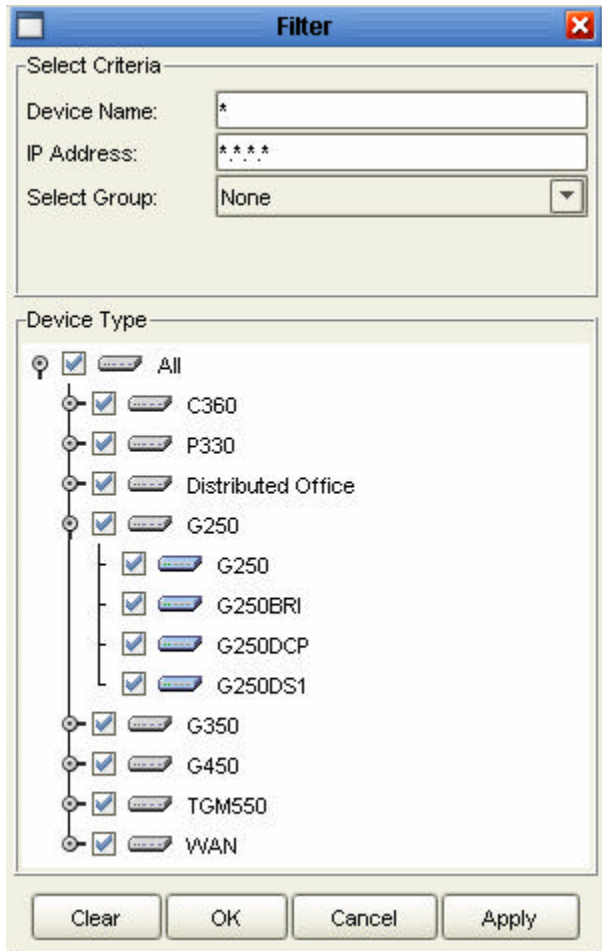 Filter
Select Criteria
Device Name: *
IP Address: *.*.*.*
Select Group: None
Device Type
All
C360
P330
Distributed Office
G250
G250
G250BRI
G250DCP
G250DS1
G350
G450
TGM550
WAN
Clear OK Cancel Apply